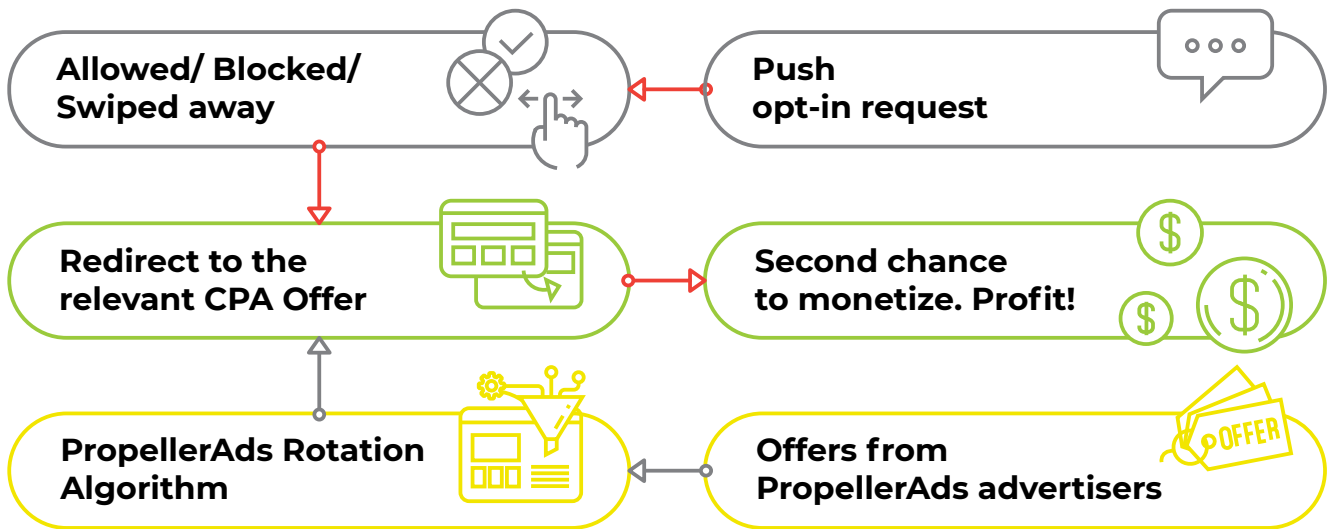 Allowed/ Blocked/
Swiped away
Push
opt-in request
Redirect to the
relevant CPA Offer
Second chance
to monetize. Profit!
$
$
$
PropellerAds Rotation
Algorithm
Offers from
PropellerAds advertisers
OFFER